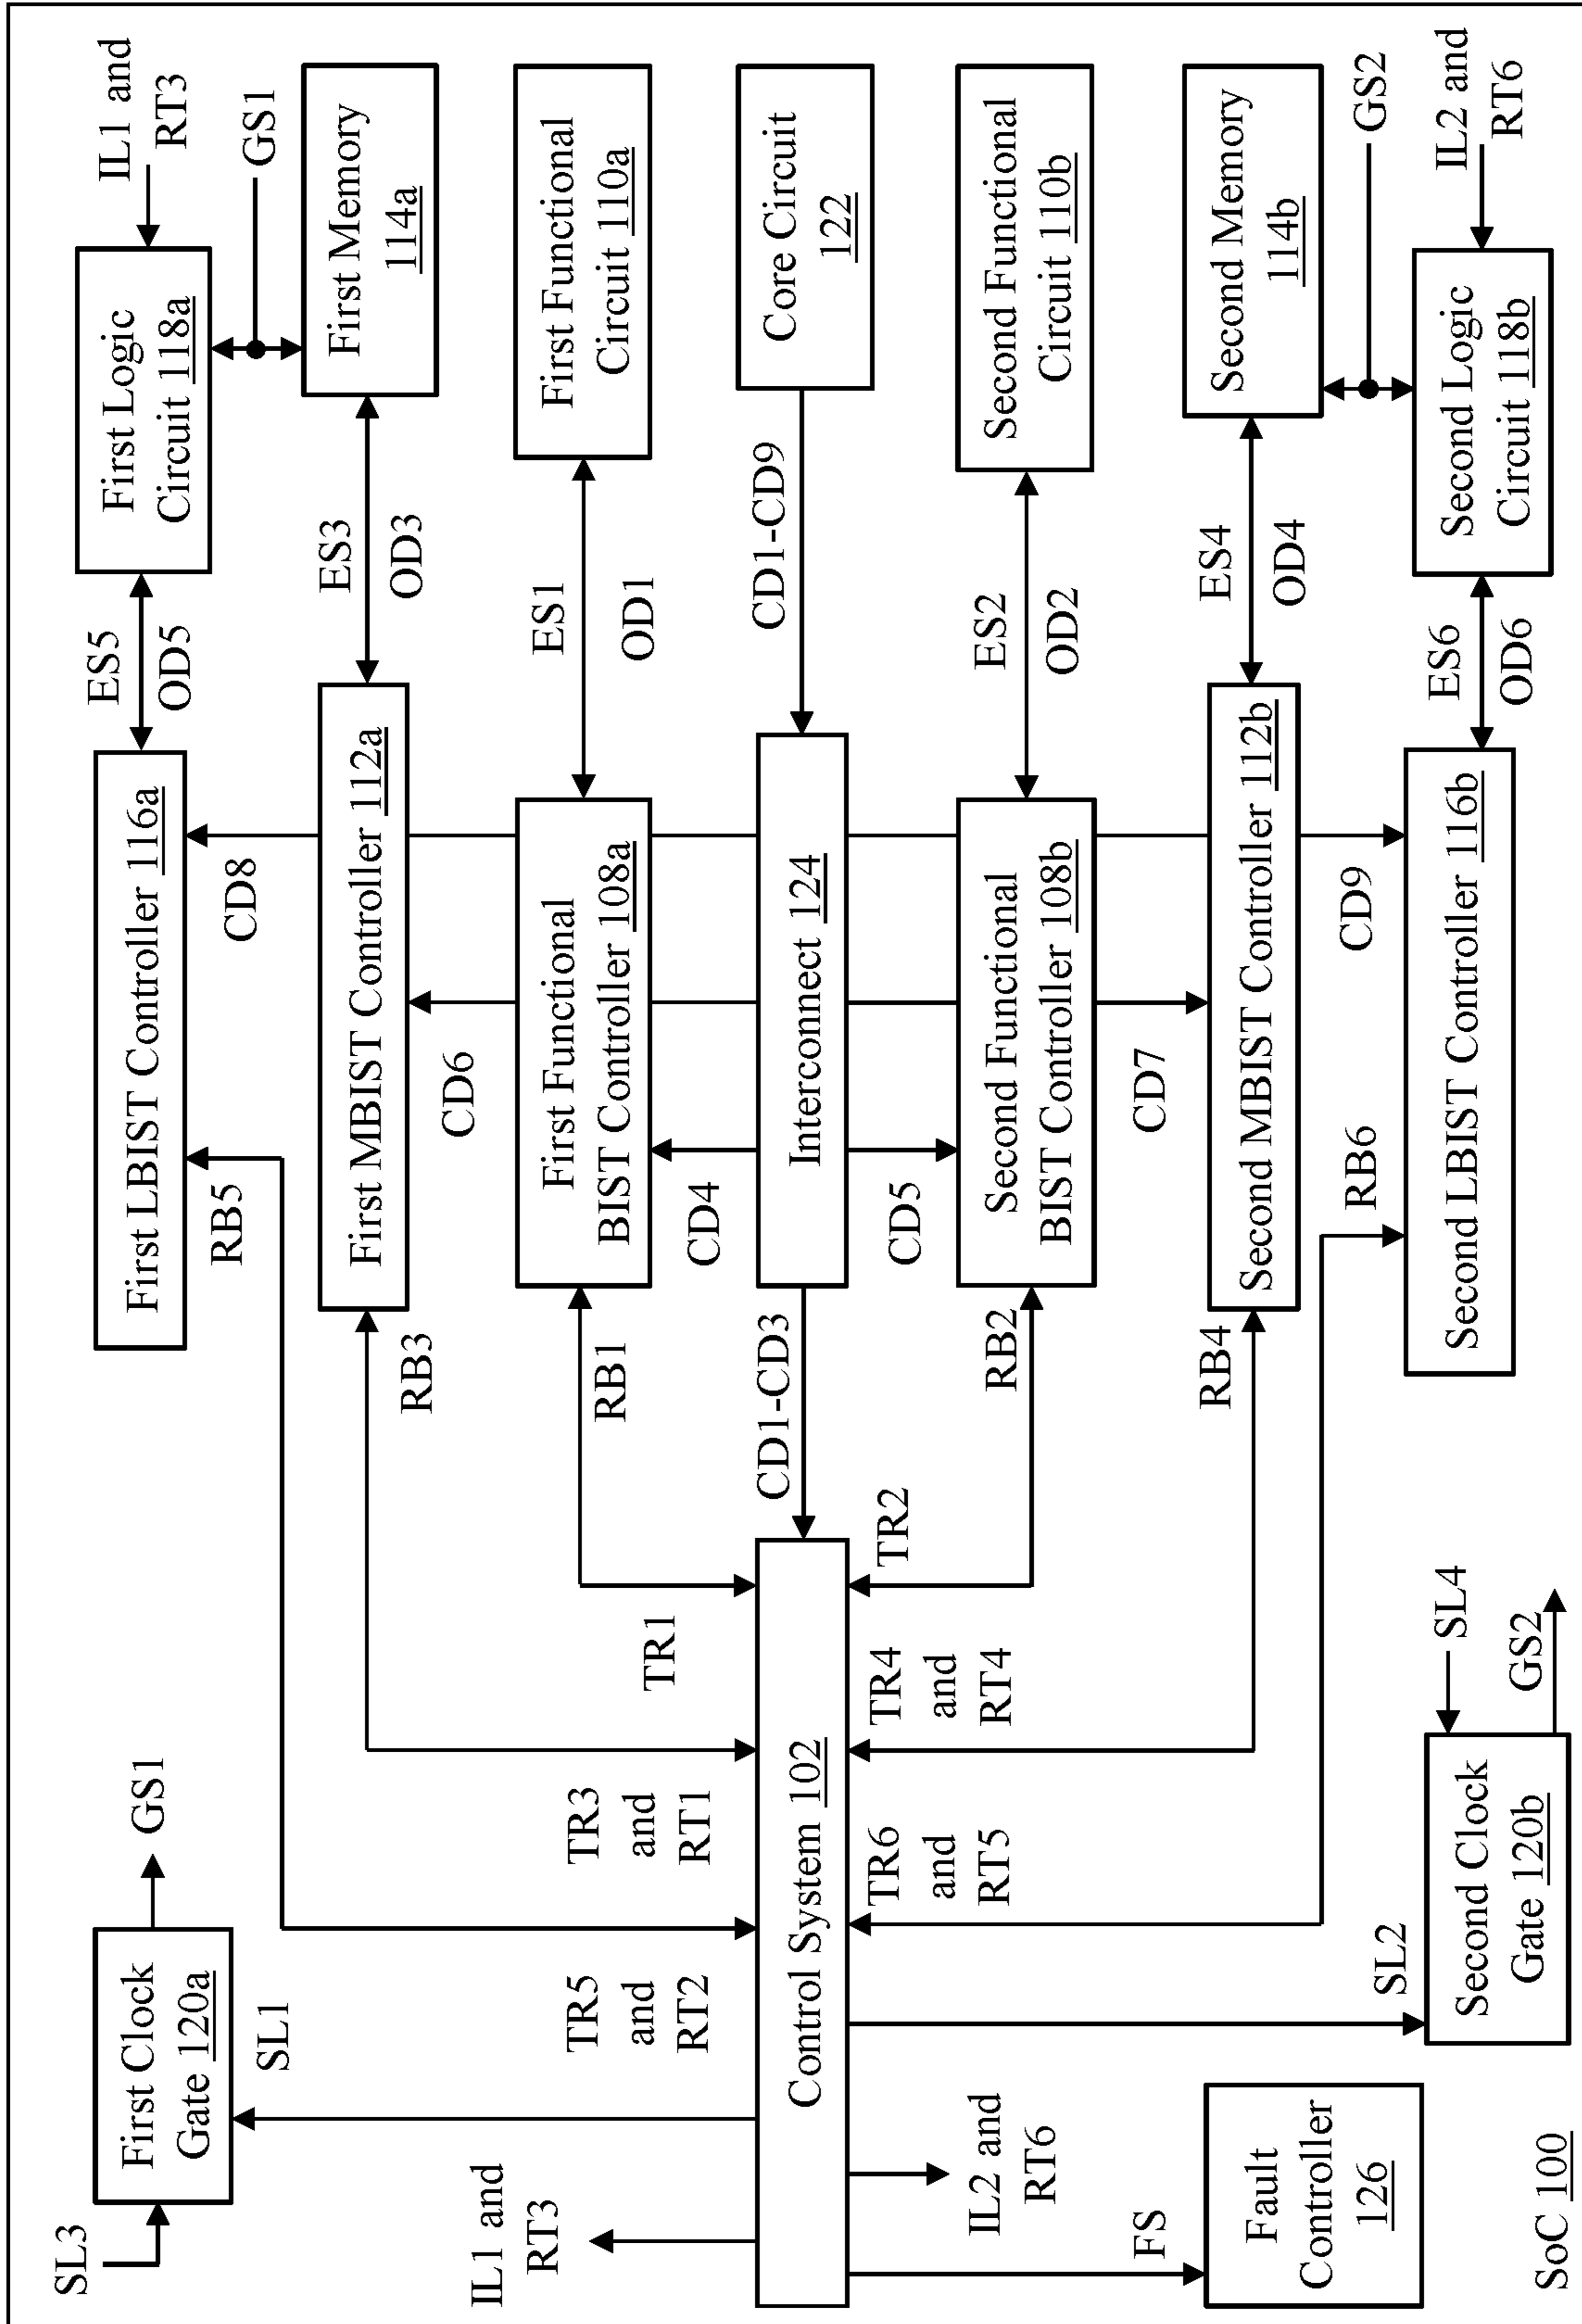 SL3
First Clock
Gate 120a
GS1
SL1
IL1 and
RT3
TR5
and
RT2
TR3
and
RT1
TR1
RB5
RB3
RB1
First LBIST Controller 116a
CD8
First MBIST Controller 112a
CD6
First Functional
BIST Controller 108a
CD4
ES5
OD5
ES3
OD3
ES1
OD1
First Logic
Circuit 118a
IL1 and
RT3
GS1
First Memory
114a
First Functional
Circuit 110a
Control System 102
CD1-CD3
Interconnect 124
CD1-CD9
Core Circuit
122
IL2 and
RT6
FS
Fault
Controller
126
SL2
TR6
and
RT5
TR4
and
RT4
TR2
RB2
RB4
RB6
CD5
Second Functional
BIST Controller 108b
CD7
Second MBIST Controller 112b
CD9
Second LBIST Controller 116b
ES2
OD2
ES4
OD4
ES6
OD6
Second Functional
Circuit 110b
Second Memory
114b
GS2
Second Logic
Circuit 118b
IL2 and
RT6
Second Clock
Gate 120b
SL4
GS2
SoC 100